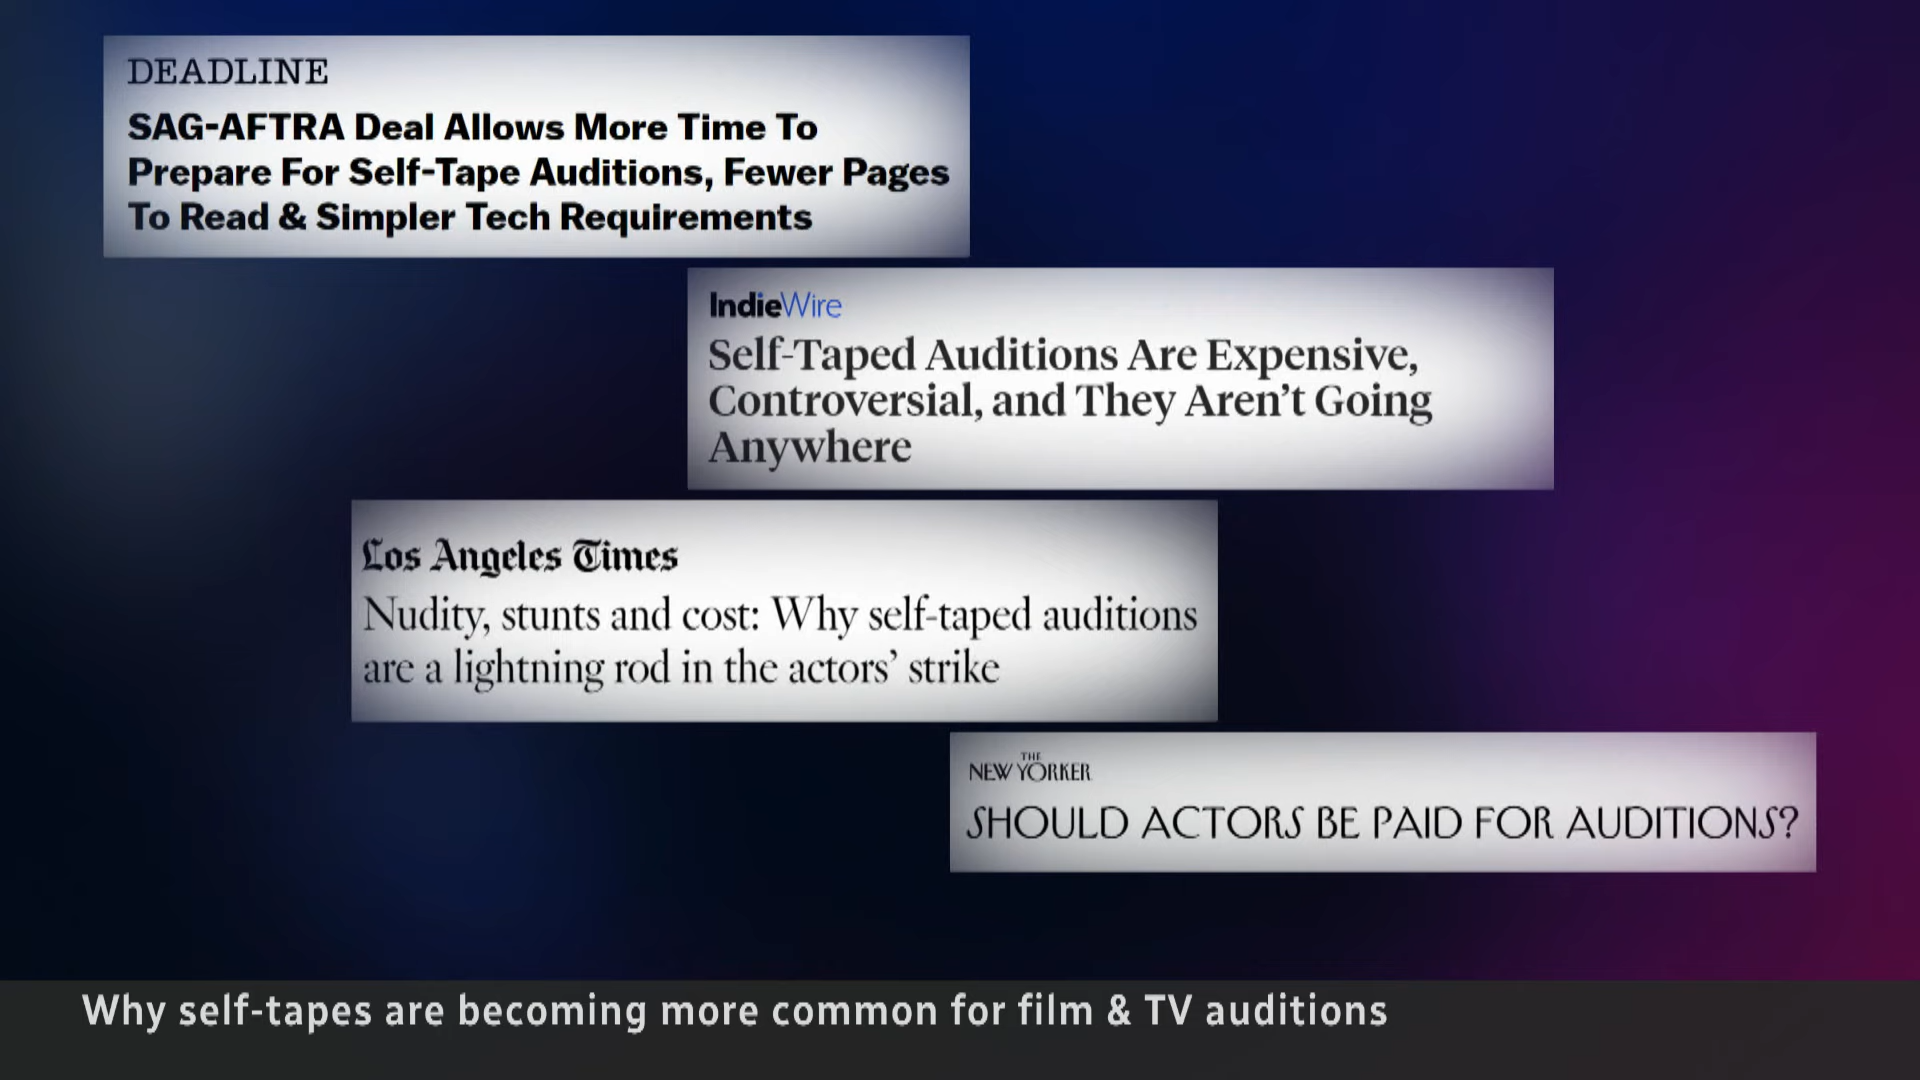 DEADLINE
SAG-AFTRA Deal Allows More Time To
Prepare For Self-Tape Auditions, Fewer Pages
To Read & Simpler Tech Requirements
IndieWire
Self-Taped Auditions Are Expensive,
Controversial, and They Aren't Going
Anywhere
Los Angeles Times
Nudity, stunts and cost: Why self-taped auditions
are a lightning rod in the actors' strike
THE
NEW YORKER
SHOULD ACTORS BE PAID FOR AUDITIONS?
Why self-tapes are becoming more common for film & TV auditions